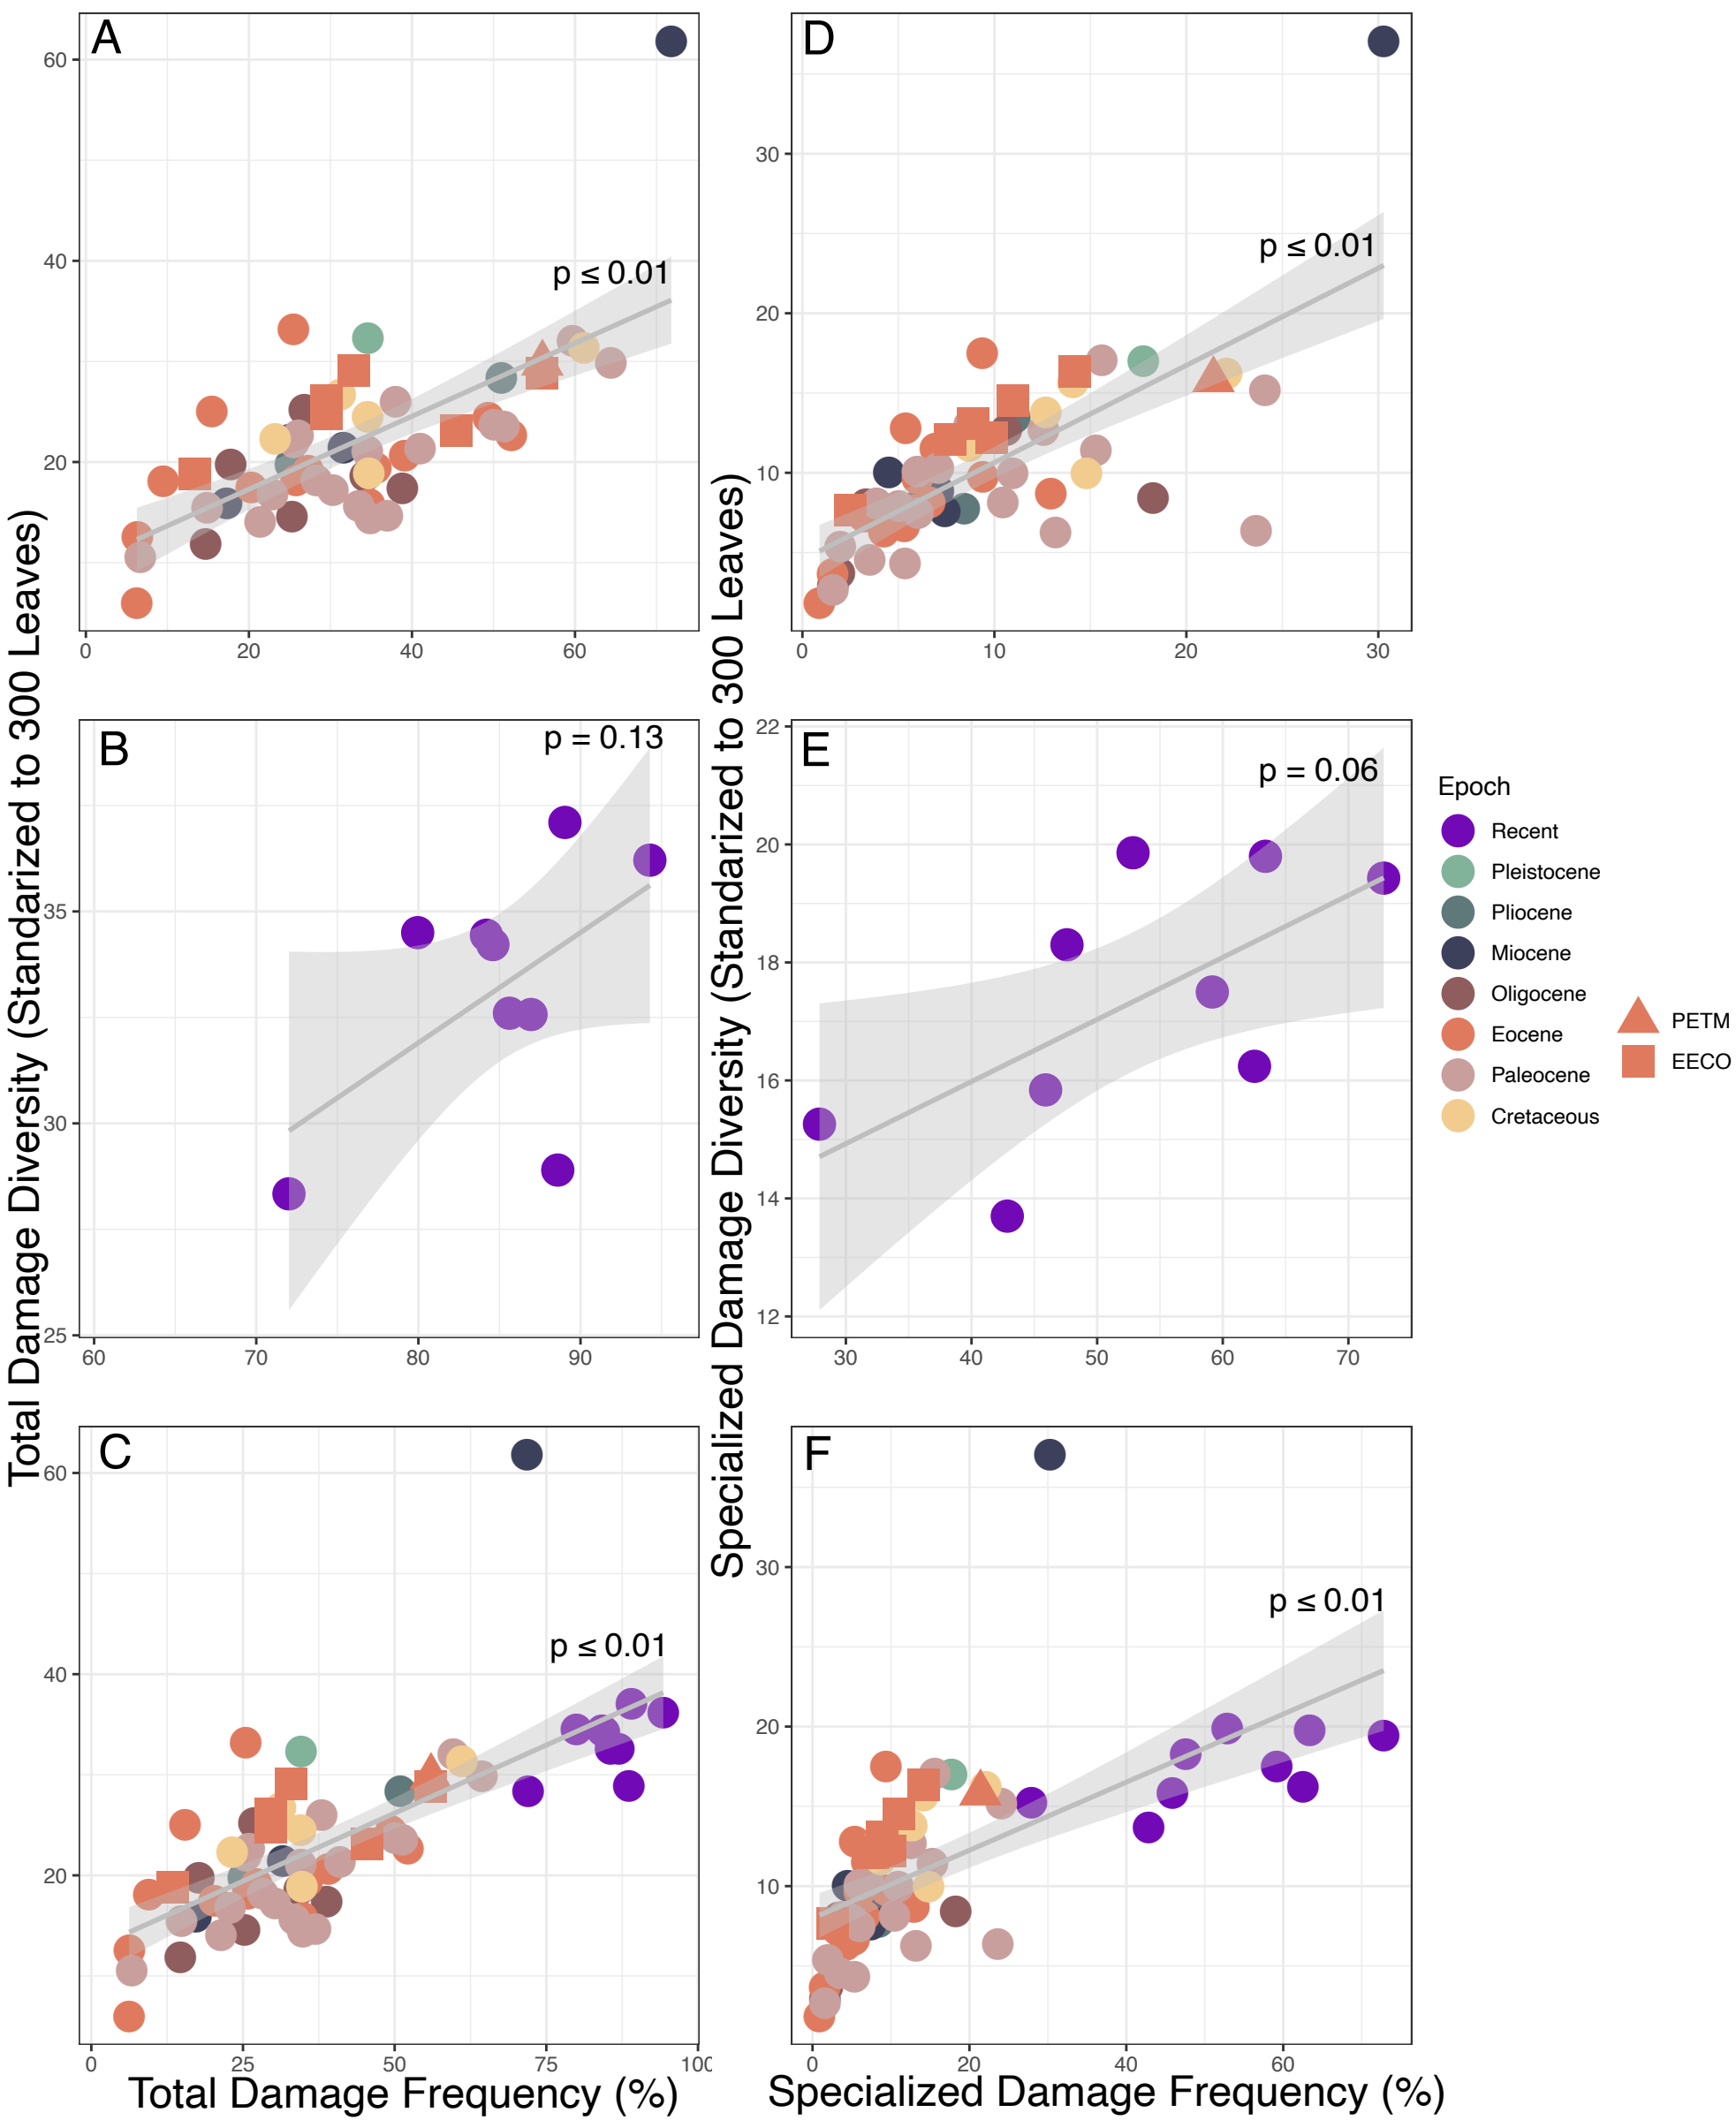 Total Damage Diversity (Standarized to 300 Leaves)
A
p ≤ 0.01
60
40
20
0 20 40 60
B
p = 0.13
35
30
25
60 70 80 90
C
p ≤ 0.01
60
40
20
0 25 50 75 100
Total Damage Frequency (%)
Specialized Damage Diversity (Standarized to 300 Leaves)
D
p ≤ 0.01
30
20
10
0 10 20 30
E
p = 0.06
22
20
18
16
14
12
30 40 50 60 70
F
p ≤ 0.01
30
20
10
0 20 40 60
Specialized Damage Frequency (%)
Epoch
Recent
Pleistocene
Pliocene
Miocene
Oligocene
Eocene
Paleocene
Cretaceous
PETM
EECO